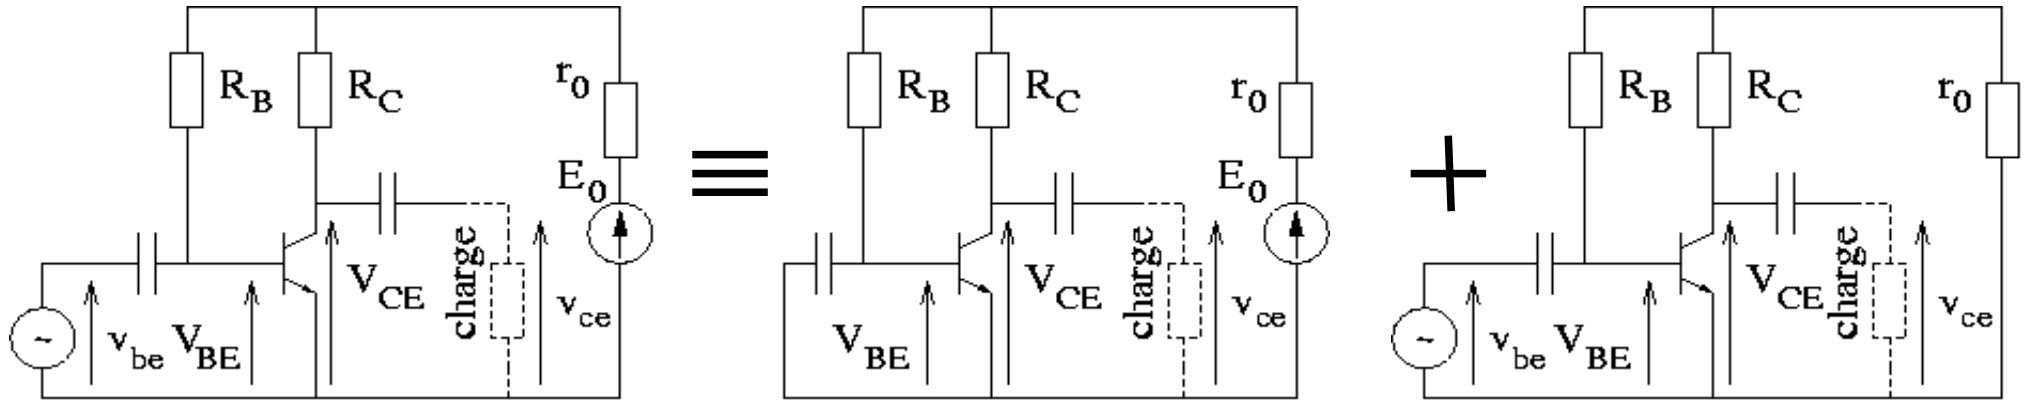 R_B R_C r_0 E_0 v_be V_BE V_CE charge v_ce ~
≡
R_B R_C r_0 E_0 V_BE V_CE charge v_ce
+
R_B R_C r_0 v_be V_BE V_CE charge v_ce ~